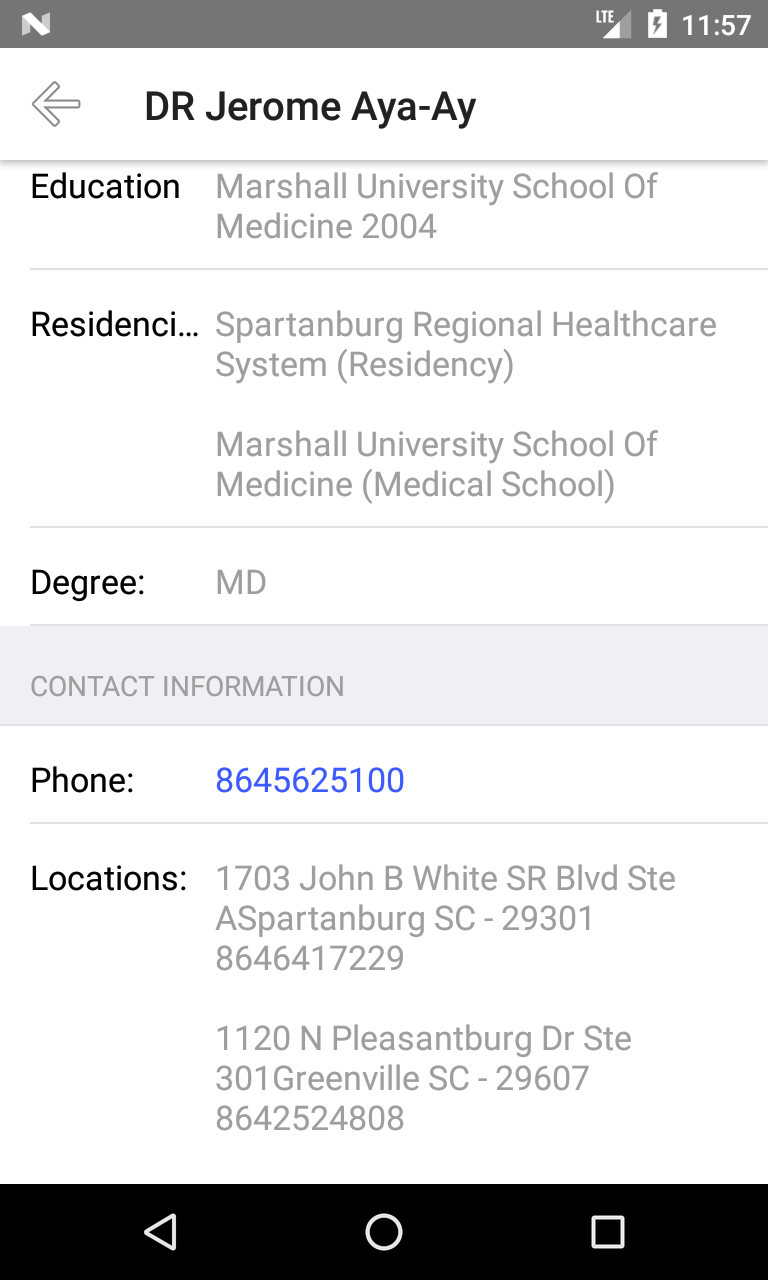 LTE 11:57
DR Jerome Aya-Ay
Education Marshall University School Of
Medicine 2004
Residenci... Spartanburg Regional Healthcare
System (Residency)
Marshall University School Of
Medicine (Medical School)
Degree: MD
CONTACT INFORMATION
Phone: 8645625100
Locations: 1703 John B White SR Blvd Ste
ASpartanburg SC - 29301
8646417229
1120 N Pleasantburg Dr Ste
301Greenville SC - 29607
8642524808